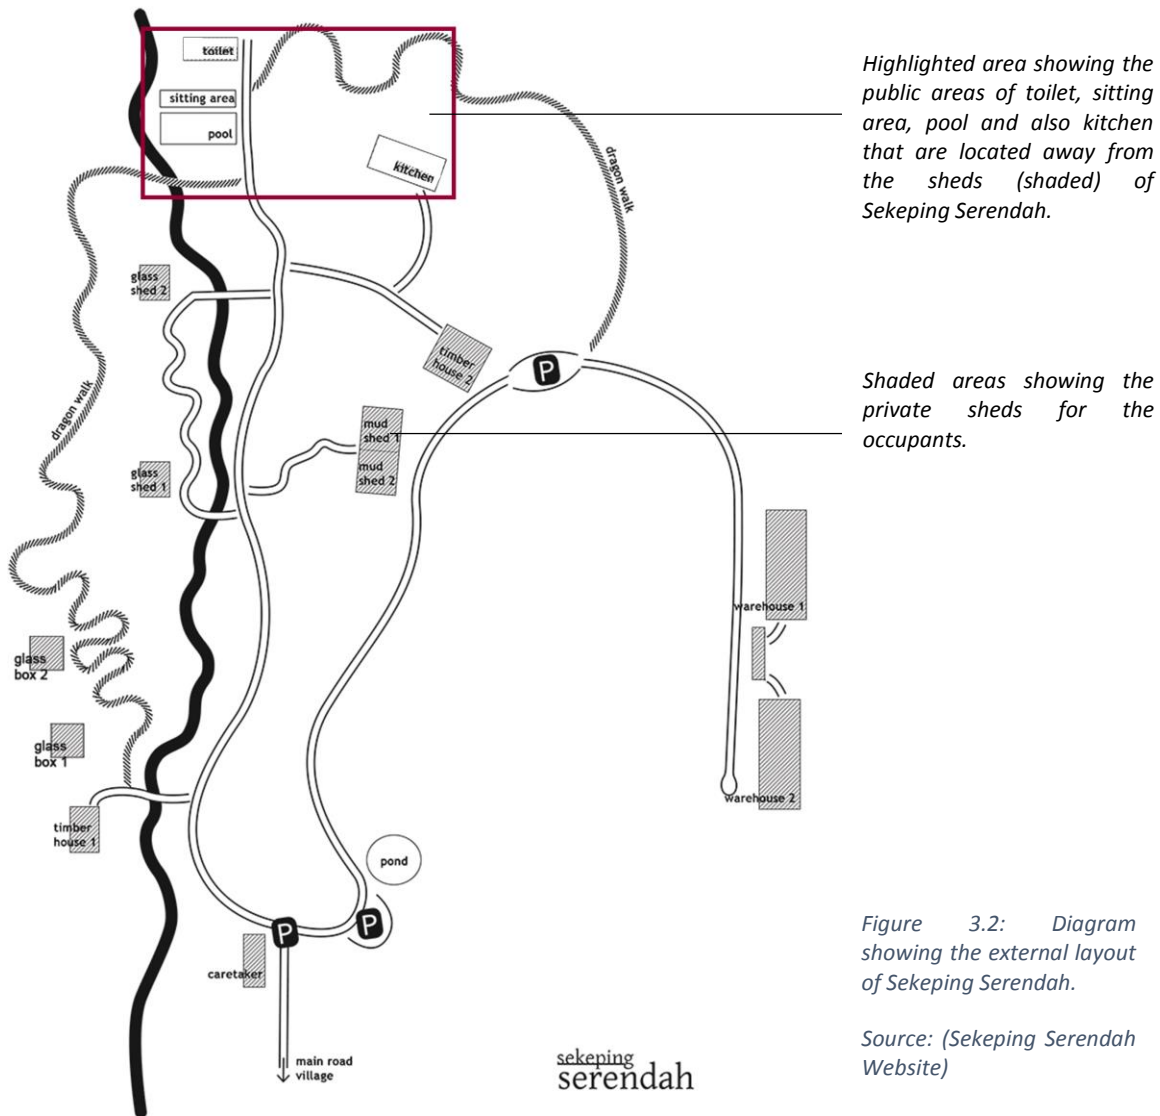 toilet
sitting area
pool
kitchen
dragon walk
glass
shed 2
timber
house 2
P
dragon walk
mud
shed 1
mud
shed 2
glass
shed 1
warehouse 1
glass
box 2
glass
box 1
warehouse 2
timber
house 1
pond
P
P
caretaker
main road
village
sekeping
serendah
Highlighted area showing the
public areas of toilet, sitting
area, pool and also kitchen
that are located away from
the sheds (shaded) of
Sekeping Serendah.
Shaded areas showing the
private sheds for the
occupants.
Figure 3.2: Diagram
showing the external layout
of Sekeping Serendah.
Source: (Sekeping Serendah
Website)